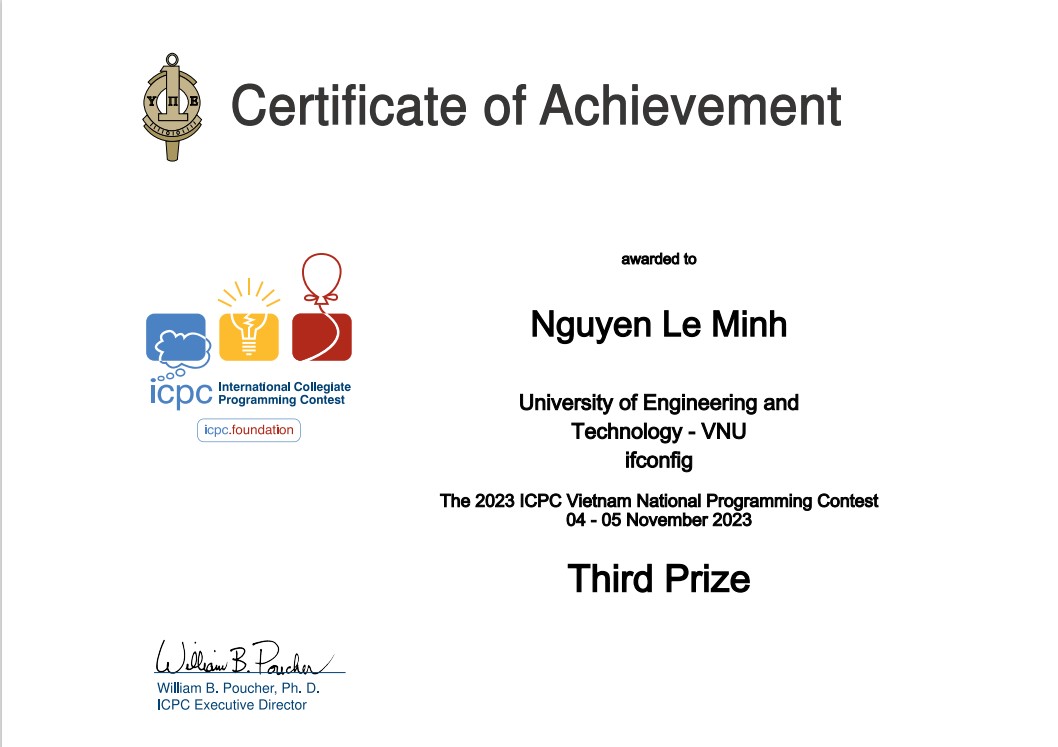 Υ Π Ε
Certificate of Achievement
awarded to
Nguyen Le Minh
University of Engineering and
Technology - VNU
ifconfig
The 2023 ICPC Vietnam National Programming Contest
04 - 05 November 2023
Third Prize
icpc International Collegiate
Programming Contest
icpc.foundation
William B. Poucher
William B. Poucher, Ph. D.
ICPC Executive Director